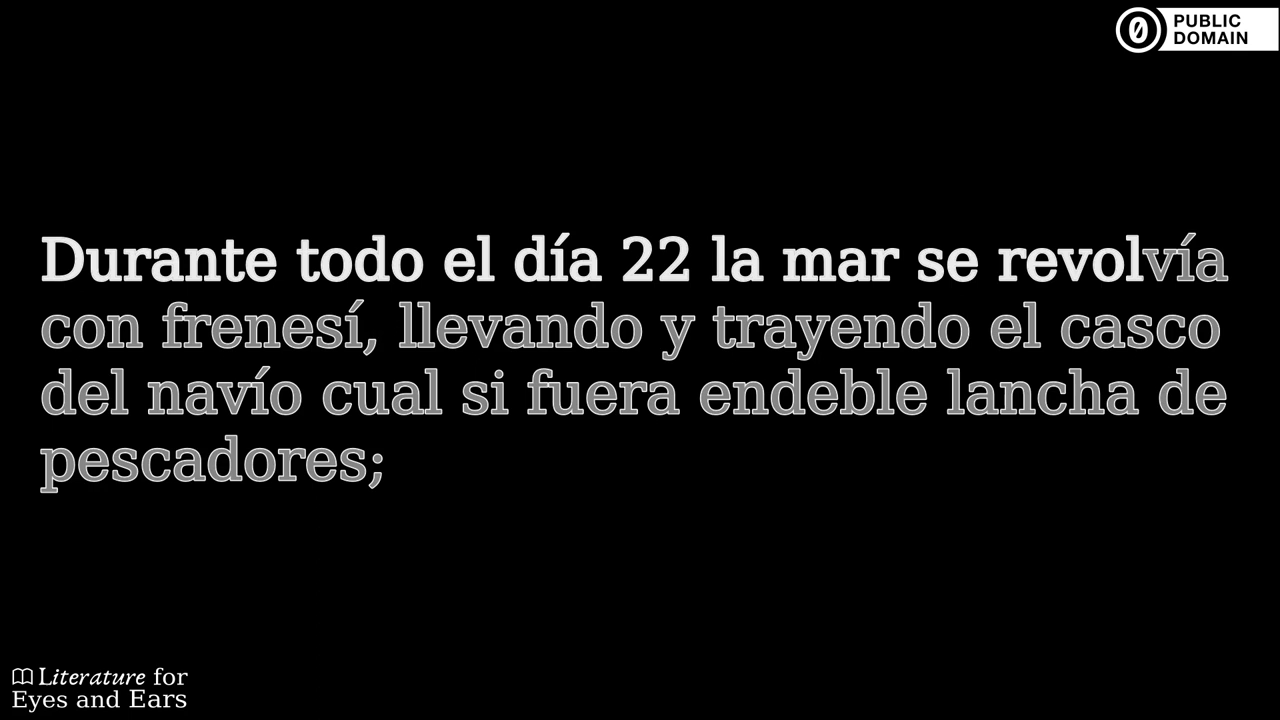 PUBLIC
DOMAIN
Durante todo el día 22 la mar se revolvía
con frenesí, llevando y trayendo el casco
del navío cual si fuera endeble lancha de
pescadores;
Literature for
Eyes and Ears